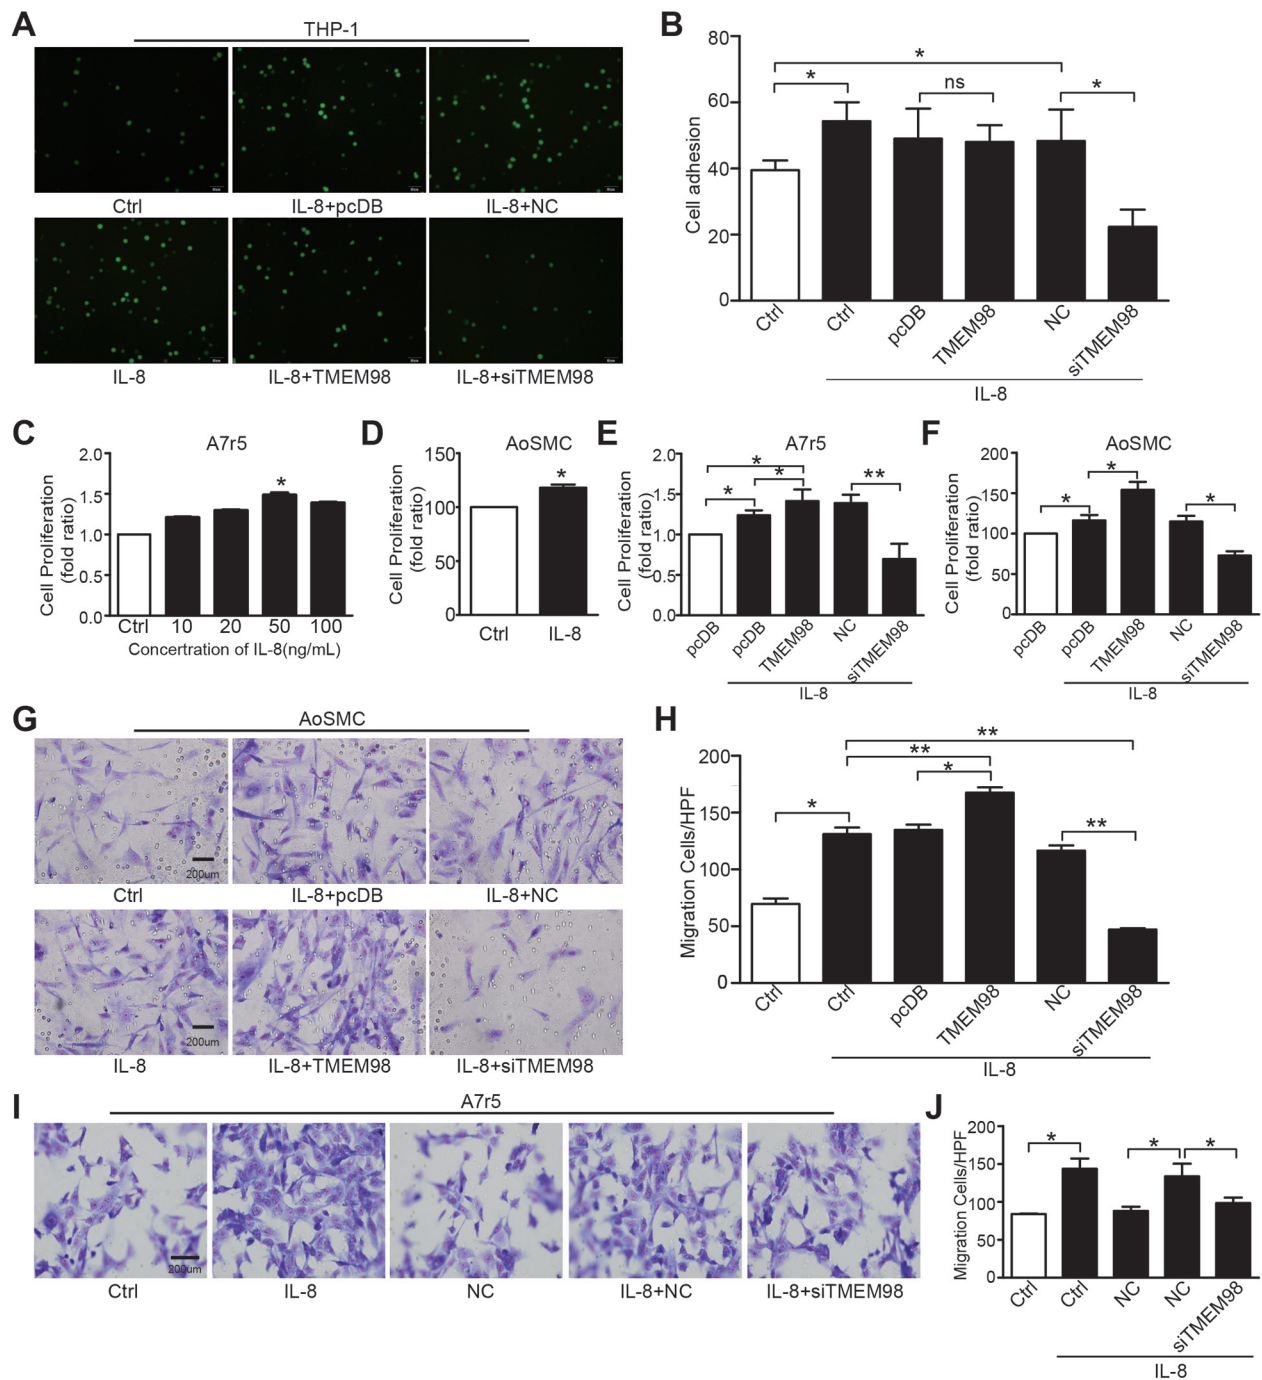 A
THP-1
Ctrl
IL-8+pcDB
IL-8+NC
IL-8
IL-8+TMEM98
IL-8+siTMEM98
B
Cell adhesion
80
60
40
20
0
*
*
ns
*
Ctrl
Ctrl
pcDB
TMEM98
NC
siTMEM98
IL-8
C
A7r5
Cell Proliferation
(fold ratio)
2.0
1.5
1.0
0.5
0.0
*
Ctrl
10
20
50
100
Concertration of IL-8(ng/mL)
D
AoSMC
Cell Proliferation
(fold ratio)
150
100
50
0
*
Ctrl
IL-8
E
A7r5
Cell Proliferation
(fold ratio)
2.0
1.5
1.0
0.5
0.0
*
*
*
**
pcDB
pcDB
TMEM98
NC
siTMEM98
IL-8
F
AoSMC
Cell Proliferation
(fold ratio)
200
150
100
50
0
*
*
*
pcDB
pcDB
TMEM98
NC
siTMEM98
IL-8
G
AoSMC
200um
Ctrl
IL-8+pcDB
IL-8+NC
200um
IL-8
IL-8+TMEM98
IL-8+siTMEM98
H
Migration Cells/HPF
200
150
100
50
0
**
**
*
*
**
Ctrl
Ctrl
pcDB
TMEM98
NC
siTMEM98
IL-8
I
A7r5
200um
Ctrl
IL-8
NC
IL-8+NC
IL-8+siTMEM98
J
Migration Cells/HPF
200
150
100
50
0
*
*
*
Ctrl
Ctrl
NC
NC
siTMEM98
IL-8